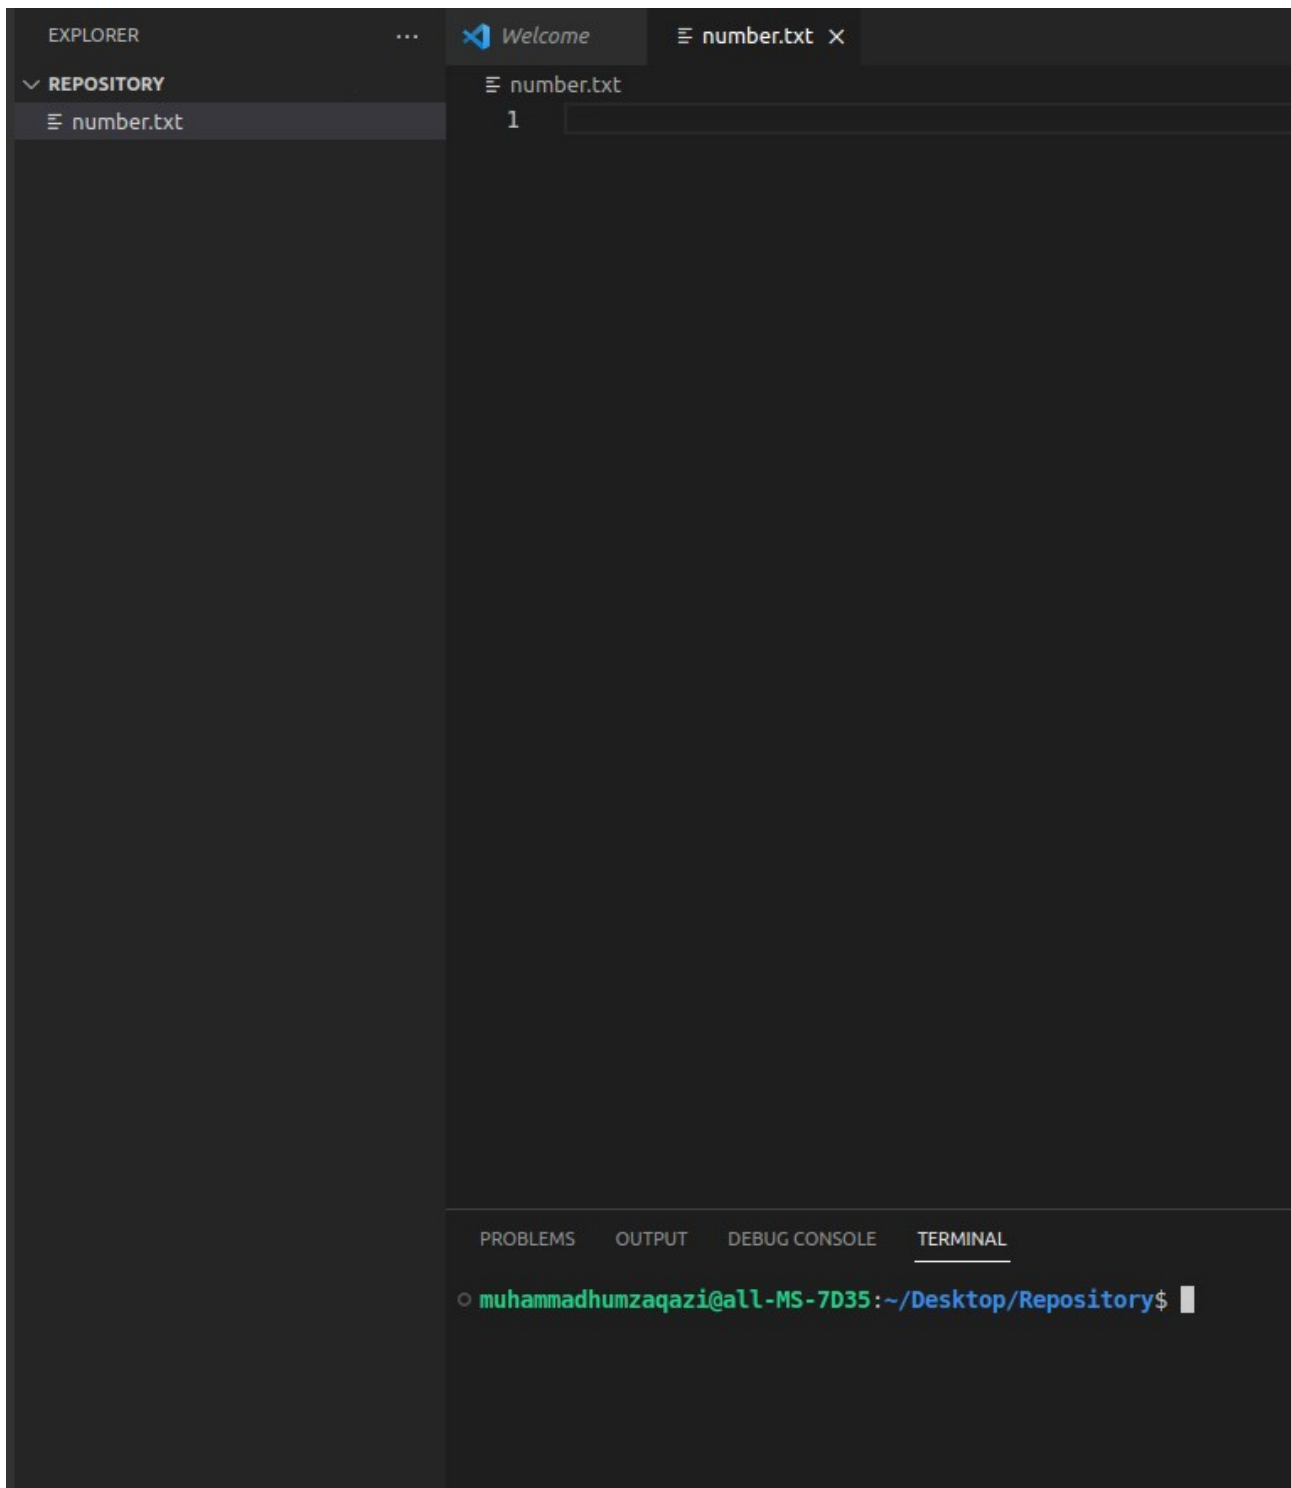 EXPLORER ...
REPOSITORY
number.txt
Welcome number.txt
number.txt
1
PROBLEMS OUTPUT DEBUG CONSOLE TERMINAL
muhammadhumzaqazi@all-MS-7D35:~/Desktop/Repository$